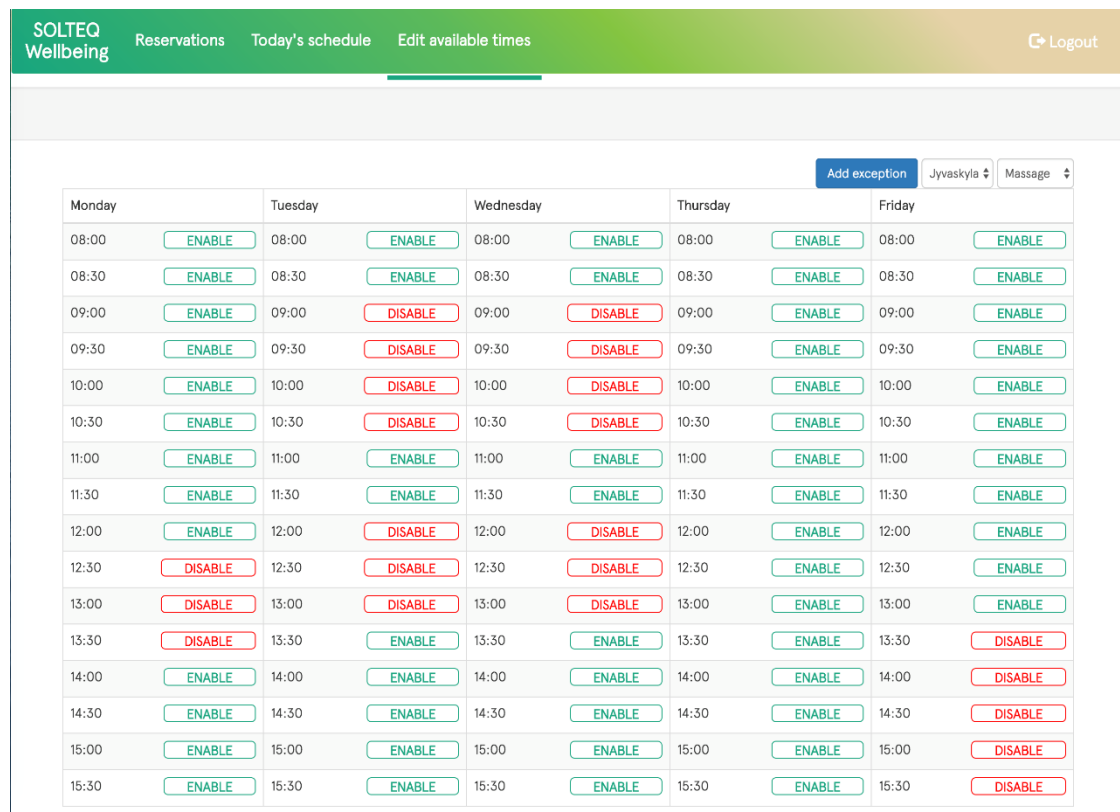 SOLTEQ
Wellbeing
Reservations Today's schedule Edit available times Logout
Add exception Jyvaskyla Massage
Monday Tuesday Wednesday Thursday Friday
08:00 ENABLE 08:00 ENABLE 08:00 ENABLE 08:00 ENABLE 08:00 ENABLE
08:30 ENABLE 08:30 ENABLE 08:30 ENABLE 08:30 ENABLE 08:30 ENABLE
09:00 ENABLE 09:00 DISABLE 09:00 DISABLE 09:00 ENABLE 09:00 ENABLE
09:30 ENABLE 09:30 DISABLE 09:30 DISABLE 09:30 ENABLE 09:30 ENABLE
10:00 ENABLE 10:00 DISABLE 10:00 DISABLE 10:00 ENABLE 10:00 ENABLE
10:30 ENABLE 10:30 DISABLE 10:30 DISABLE 10:30 ENABLE 10:30 ENABLE
11:00 ENABLE 11:00 ENABLE 11:00 ENABLE 11:00 ENABLE 11:00 ENABLE
11:30 ENABLE 11:30 ENABLE 11:30 ENABLE 11:30 ENABLE 11:30 ENABLE
12:00 ENABLE 12:00 DISABLE 12:00 DISABLE 12:00 ENABLE 12:00 ENABLE
12:30 DISABLE 12:30 DISABLE 12:30 DISABLE 12:30 ENABLE 12:30 ENABLE
13:00 DISABLE 13:00 DISABLE 13:00 DISABLE 13:00 ENABLE 13:00 ENABLE
13:30 DISABLE 13:30 ENABLE 13:30 ENABLE 13:30 ENABLE 13:30 DISABLE
14:00 ENABLE 14:00 ENABLE 14:00 ENABLE 14:00 ENABLE 14:00 DISABLE
14:30 ENABLE 14:30 ENABLE 14:30 ENABLE 14:30 ENABLE 14:30 DISABLE
15:00 ENABLE 15:00 ENABLE 15:00 ENABLE 15:00 ENABLE 15:00 DISABLE
15:30 ENABLE 15:30 ENABLE 15:30 ENABLE 15:30 ENABLE 15:30 DISABLE